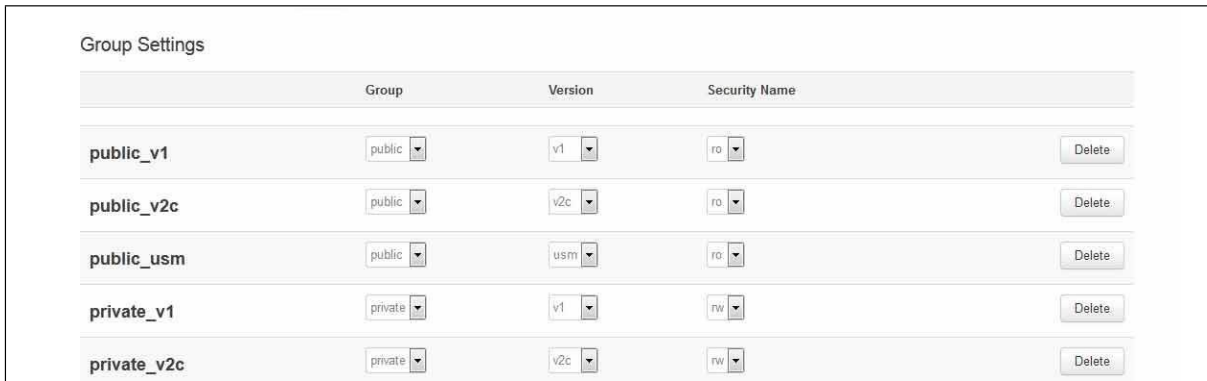 Group Settings
Group Version Security Name
public_v1 public v1 ro Delete
public_v2c public v2c ro Delete
public_usm public usm ro Delete
private_v1 private v1 rw Delete
private_v2c private v2c rw Delete